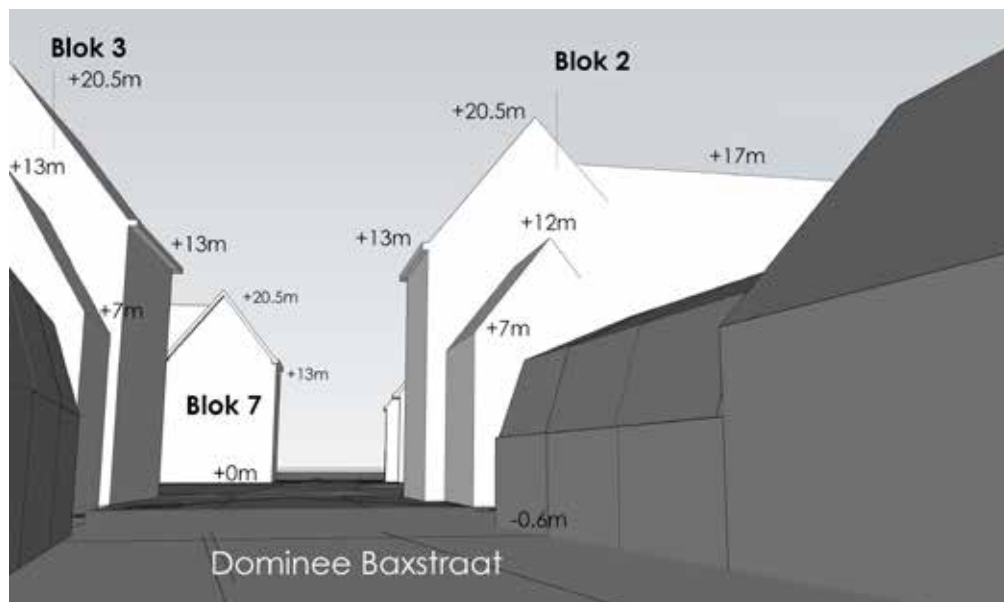 Blok 3
+20.5m
Blok 2
+20.5m
+17m
+13m
+13m
+13m
+12m
+7m
+20.5m
+7m
+13m
Blok 7
+0m
-0.6m
Dominee Baxstraat